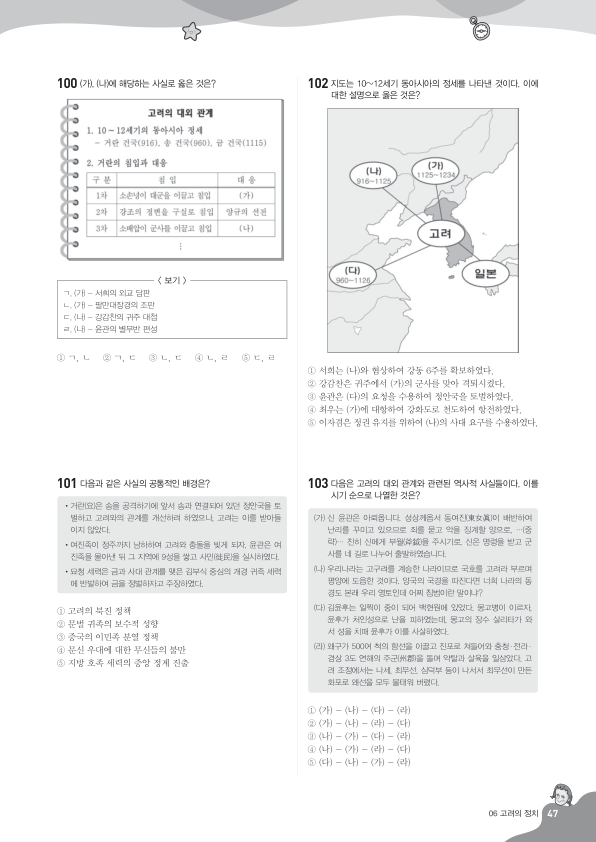 100 (가), (나)에 해당하는 사실로 옳은 것은?
고려의 대외 관계
1. 10~12세기의 동아시아 정세
- 거란 건국(916), 송 건국(960), 금 건국(1115)
2. 거란의 침입과 대응
구 분 침 입 대 응
1차 소손녕이 대군을 이끌고 침입 (가)
2차 강조의 정변을 구실로 침입 양규의 선전
3차 소배압이 군사를 이끌고 침입 (나)
⋮
〈 보기 〉
ㄱ. (가) - 서희의 외교 담판
ㄴ. (가) - 팔만대장경의 조판
ㄷ. (나) - 강감찬의 귀주 대첩
ㄹ. (나) - 윤관의 별무반 편성
① ㄱ, ㄴ ② ㄱ, ㄷ ③ ㄴ, ㄷ ④ ㄴ, ㄹ ⑤ ㄷ, ㄹ
101 다음과 같은 사실의 공통적인 배경은?
• 거란(요)은 송을 공격하기에 앞서 송과 연결되어 있던 정안국을 토
벌하고 고려와의 관계를 개선하려 하였으나, 고려는 이를 받아들
이지 않았다.
• 여진족이 정주까지 남하하여 고려와 충돌을 빚게 되자, 윤관은 여
진족을 몰아낸 뒤 그 지역에 9성을 쌓고 사민(徙民)을 실시하였다.
• 묘청 세력은 금과 사대 관계를 맺은 김부식 중심의 개경 귀족 세력
에 반발하여 금을 정벌하자고 주장하였다.
① 고려의 북진 정책
② 문벌 귀족의 보수적 성향
③ 중국의 이민족 분열 정책
④ 문신 우대에 대한 무신들의 불만
⑤ 지방 호족 세력의 중앙 정계 진출
102 지도는 10~12세기 동아시아의 정세를 나타낸 것이다. 이에
대한 설명으로 옳은 것은?
(나)
916~1125
(가)
1125~1234
고려
(다)
960~1126
일본
① 서희는 (나)와 협상하여 강동 6주를 확보하였다.
② 강감찬은 귀주에서 (가)의 군사를 맞아 격퇴시켰다.
③ 윤관은 (다)의 요청을 수용하여 정안국을 토벌하였다.
④ 최우는 (가)에 대항하여 강화도로 천도하여 항전하였다.
⑤ 이자겸은 정권 유지를 위하여 (나)의 사대 요구를 수용하였다.
103 다음은 고려의 대외 관계와 관련된 역사적 사실들이다. 이를
시기 순으로 나열한 것은?
(가) 신 윤관은 아뢰옵니다. 성상께옵서 동여진(東女眞)이 배반하여
난리를 꾸미고 있으므로 죄를 묻고 악을 징계할 양으로, …(중
략)… 친히 신에게 부월(斧鉞)을 주시기로, 신은 명령을 받고 군
사를 네 길로 나누어 출발하였습니다.
(나) 우리나라는 고구려를 계승한 나라이므로 국호를 고려라 부르며
평양에 도읍한 것이다. 양국의 국경을 따진다면 너희 나라의 동
경도 본래 우리 영토인데 어찌 침범이란 말이냐?
(다) 김윤후는 일찍이 중이 되어 백현원에 있었다. 몽고병이 이르자,
윤후가 처인성으로 난을 피하였는데, 몽고의 장수 살리타가 와
서 성을 치매 윤후가 이를 사살하였다.
(라) 왜구가 500여 척의 함선을 이끌고 진포로 쳐들어와 충청·전라·
경상 3도 연해의 주군(州郡)을 돌며 약탈과 살육을 일삼았다. 고
려 조정에서는 나세, 최무선, 심덕부 등이 나서서 최무선이 만든
화포로 왜선을 모두 불태워 버렸다.
① (가) - (나) - (다) - (라)
② (가) - (나) - (라) - (다)
③ (나) - (가) - (다) - (라)
④ (나) - (가) - (라) - (다)
⑤ (다) - (나) - (가) - (라)
06 고려의 정치 47